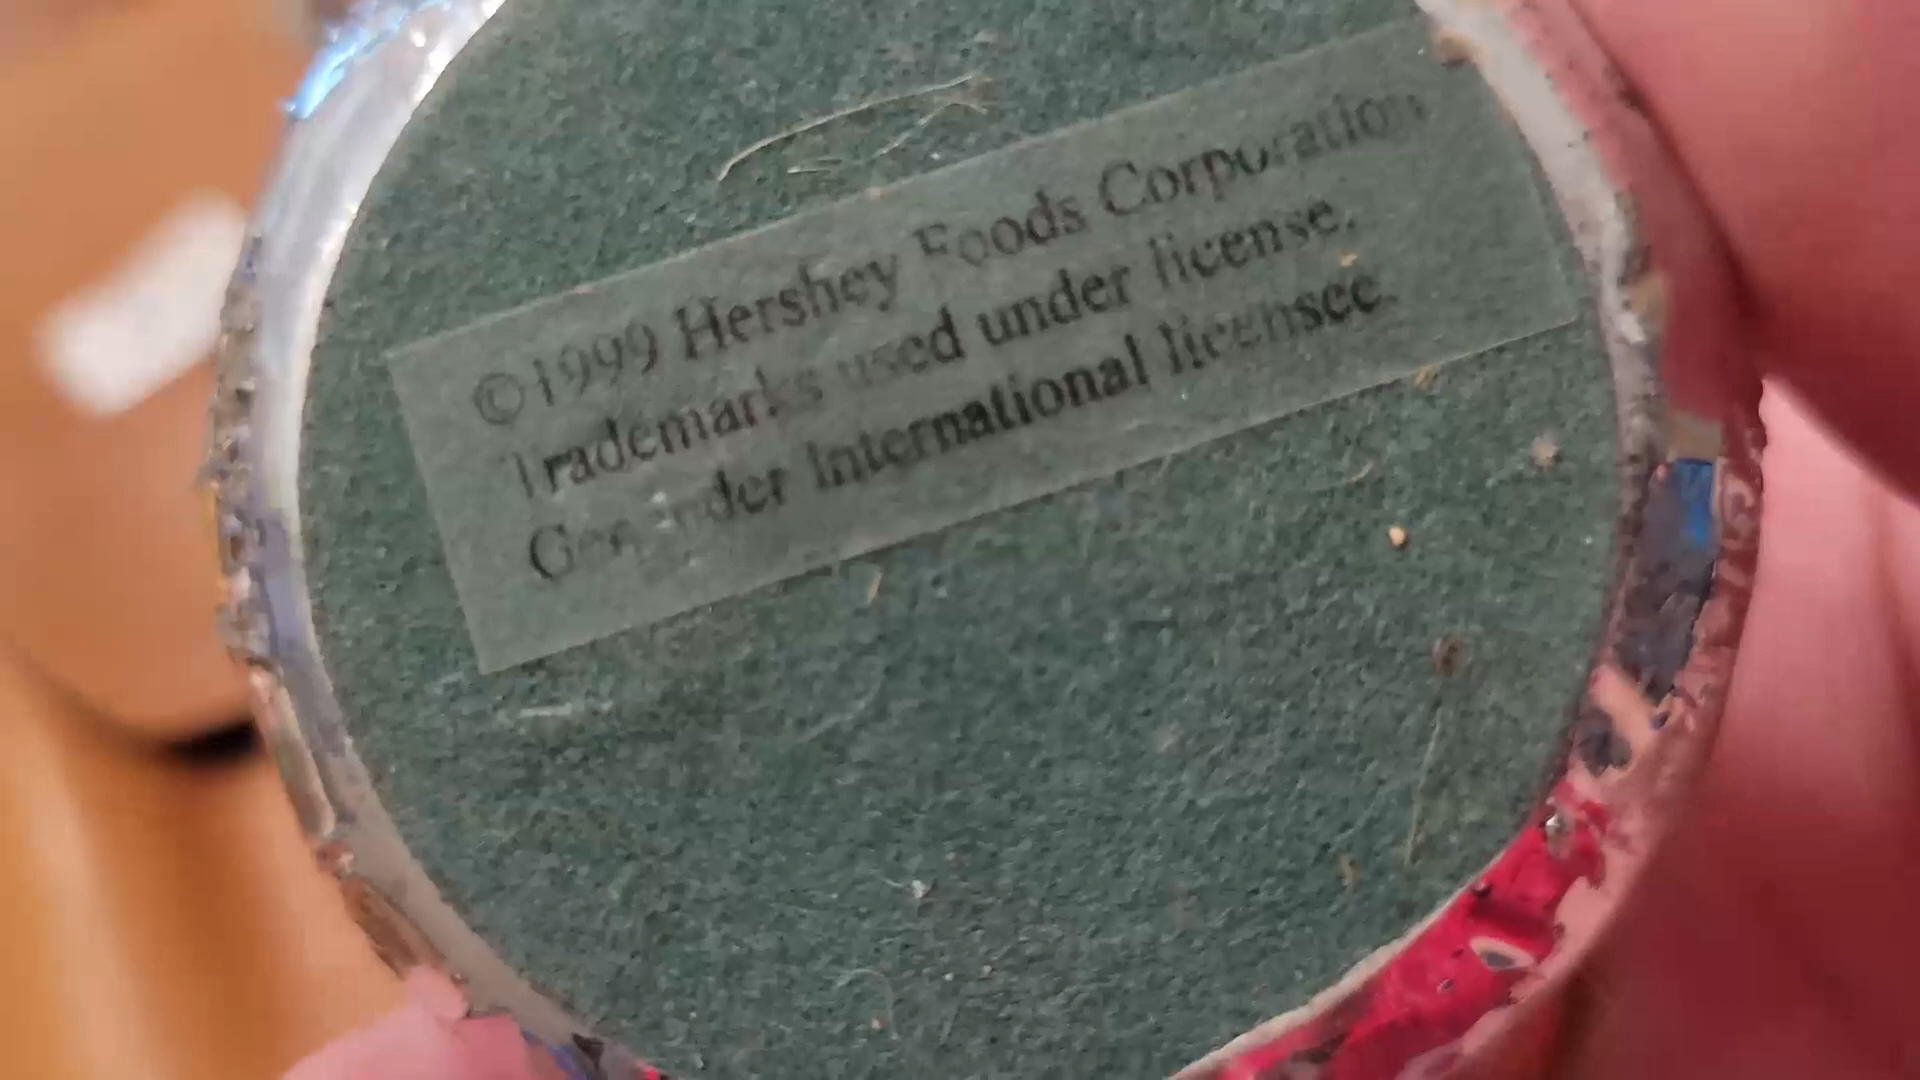 ©1999 Hershey Foods Corporation
Trademarks used under license.
International licensee.